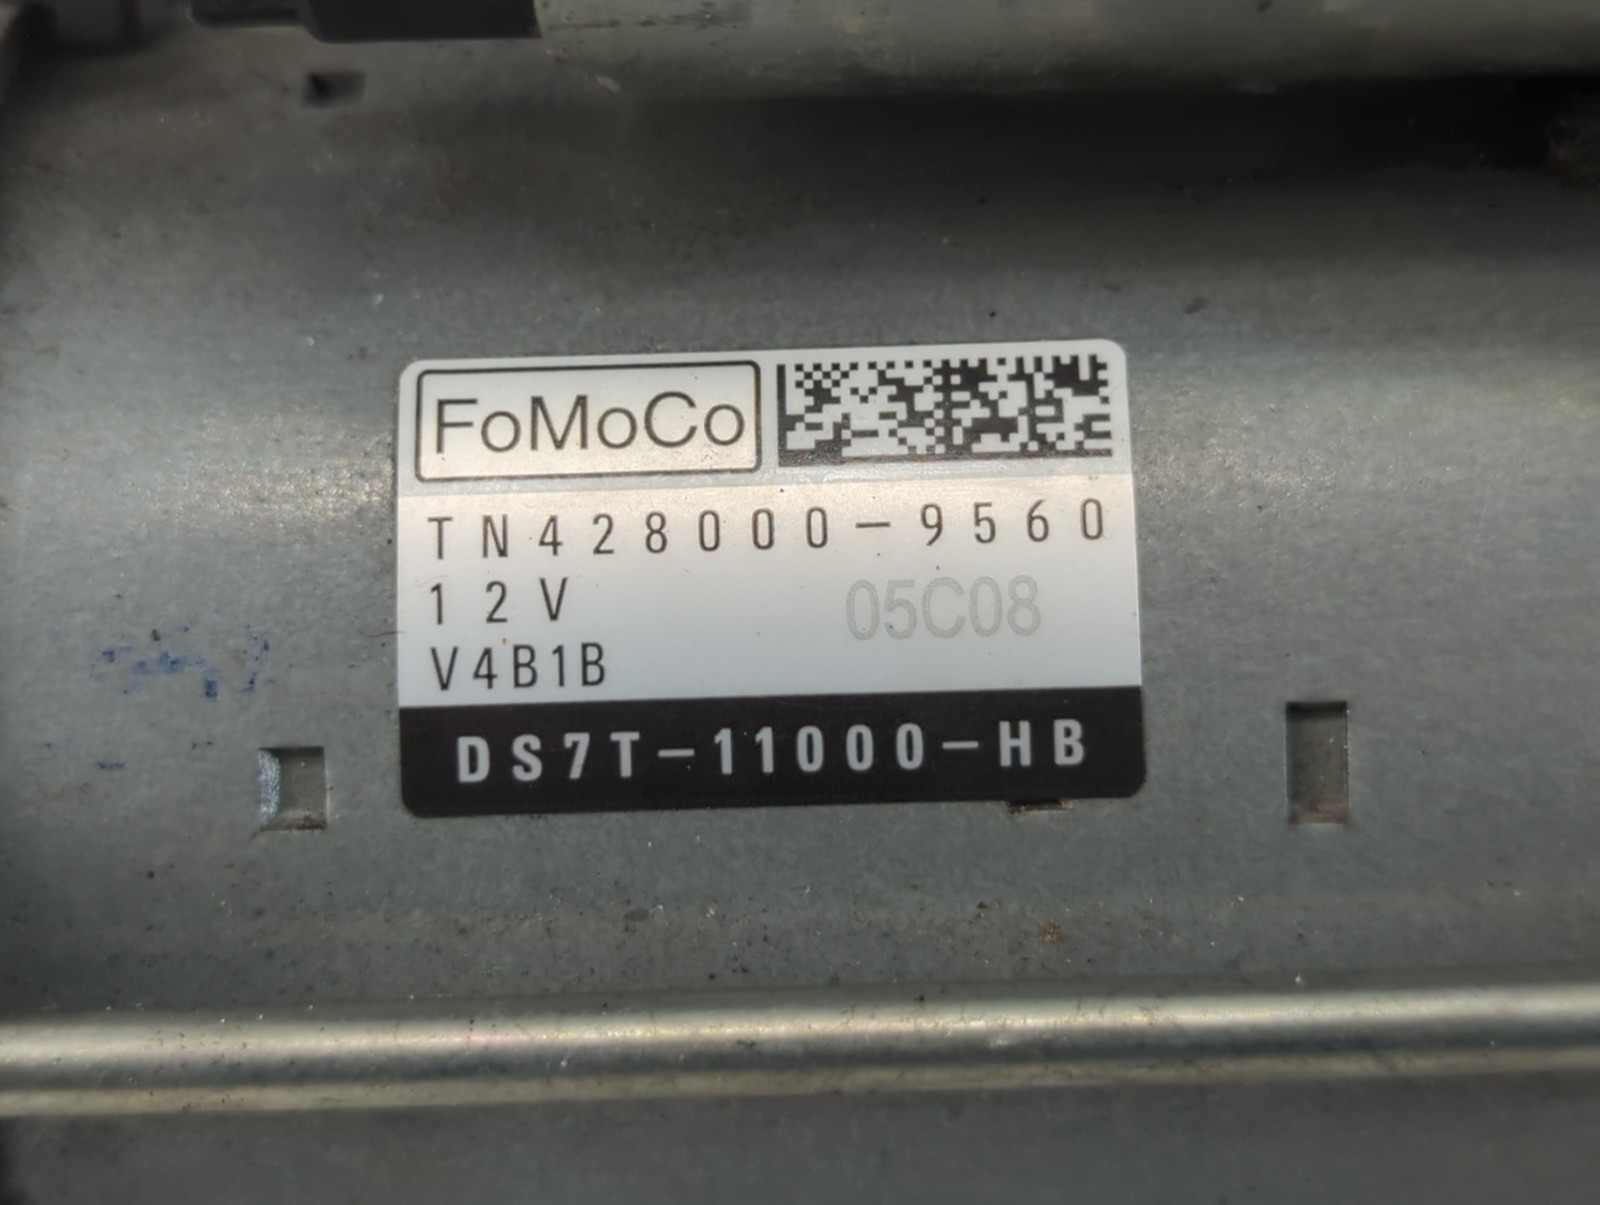 FoMoCo
TN428000-9560
12V 05C08
V4B1B
DS7T-11000-HB